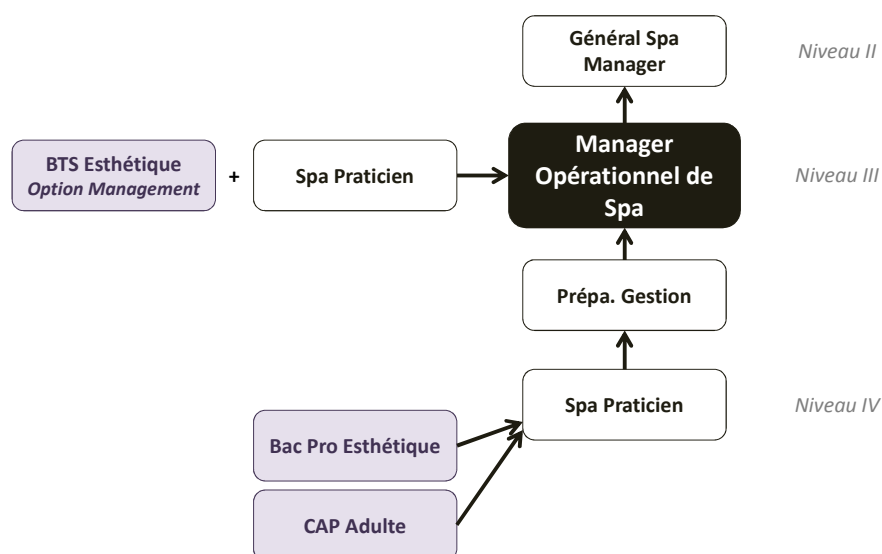 Général Spa
Manager
Niveau II
BTS Esthétique
Option Management
+
Spa Praticien
Manager
Opérationnel de
Spa
Niveau III
Prépa. Gestion
Spa Praticien
Niveau IV
Bac Pro Esthétique
CAP Adulte